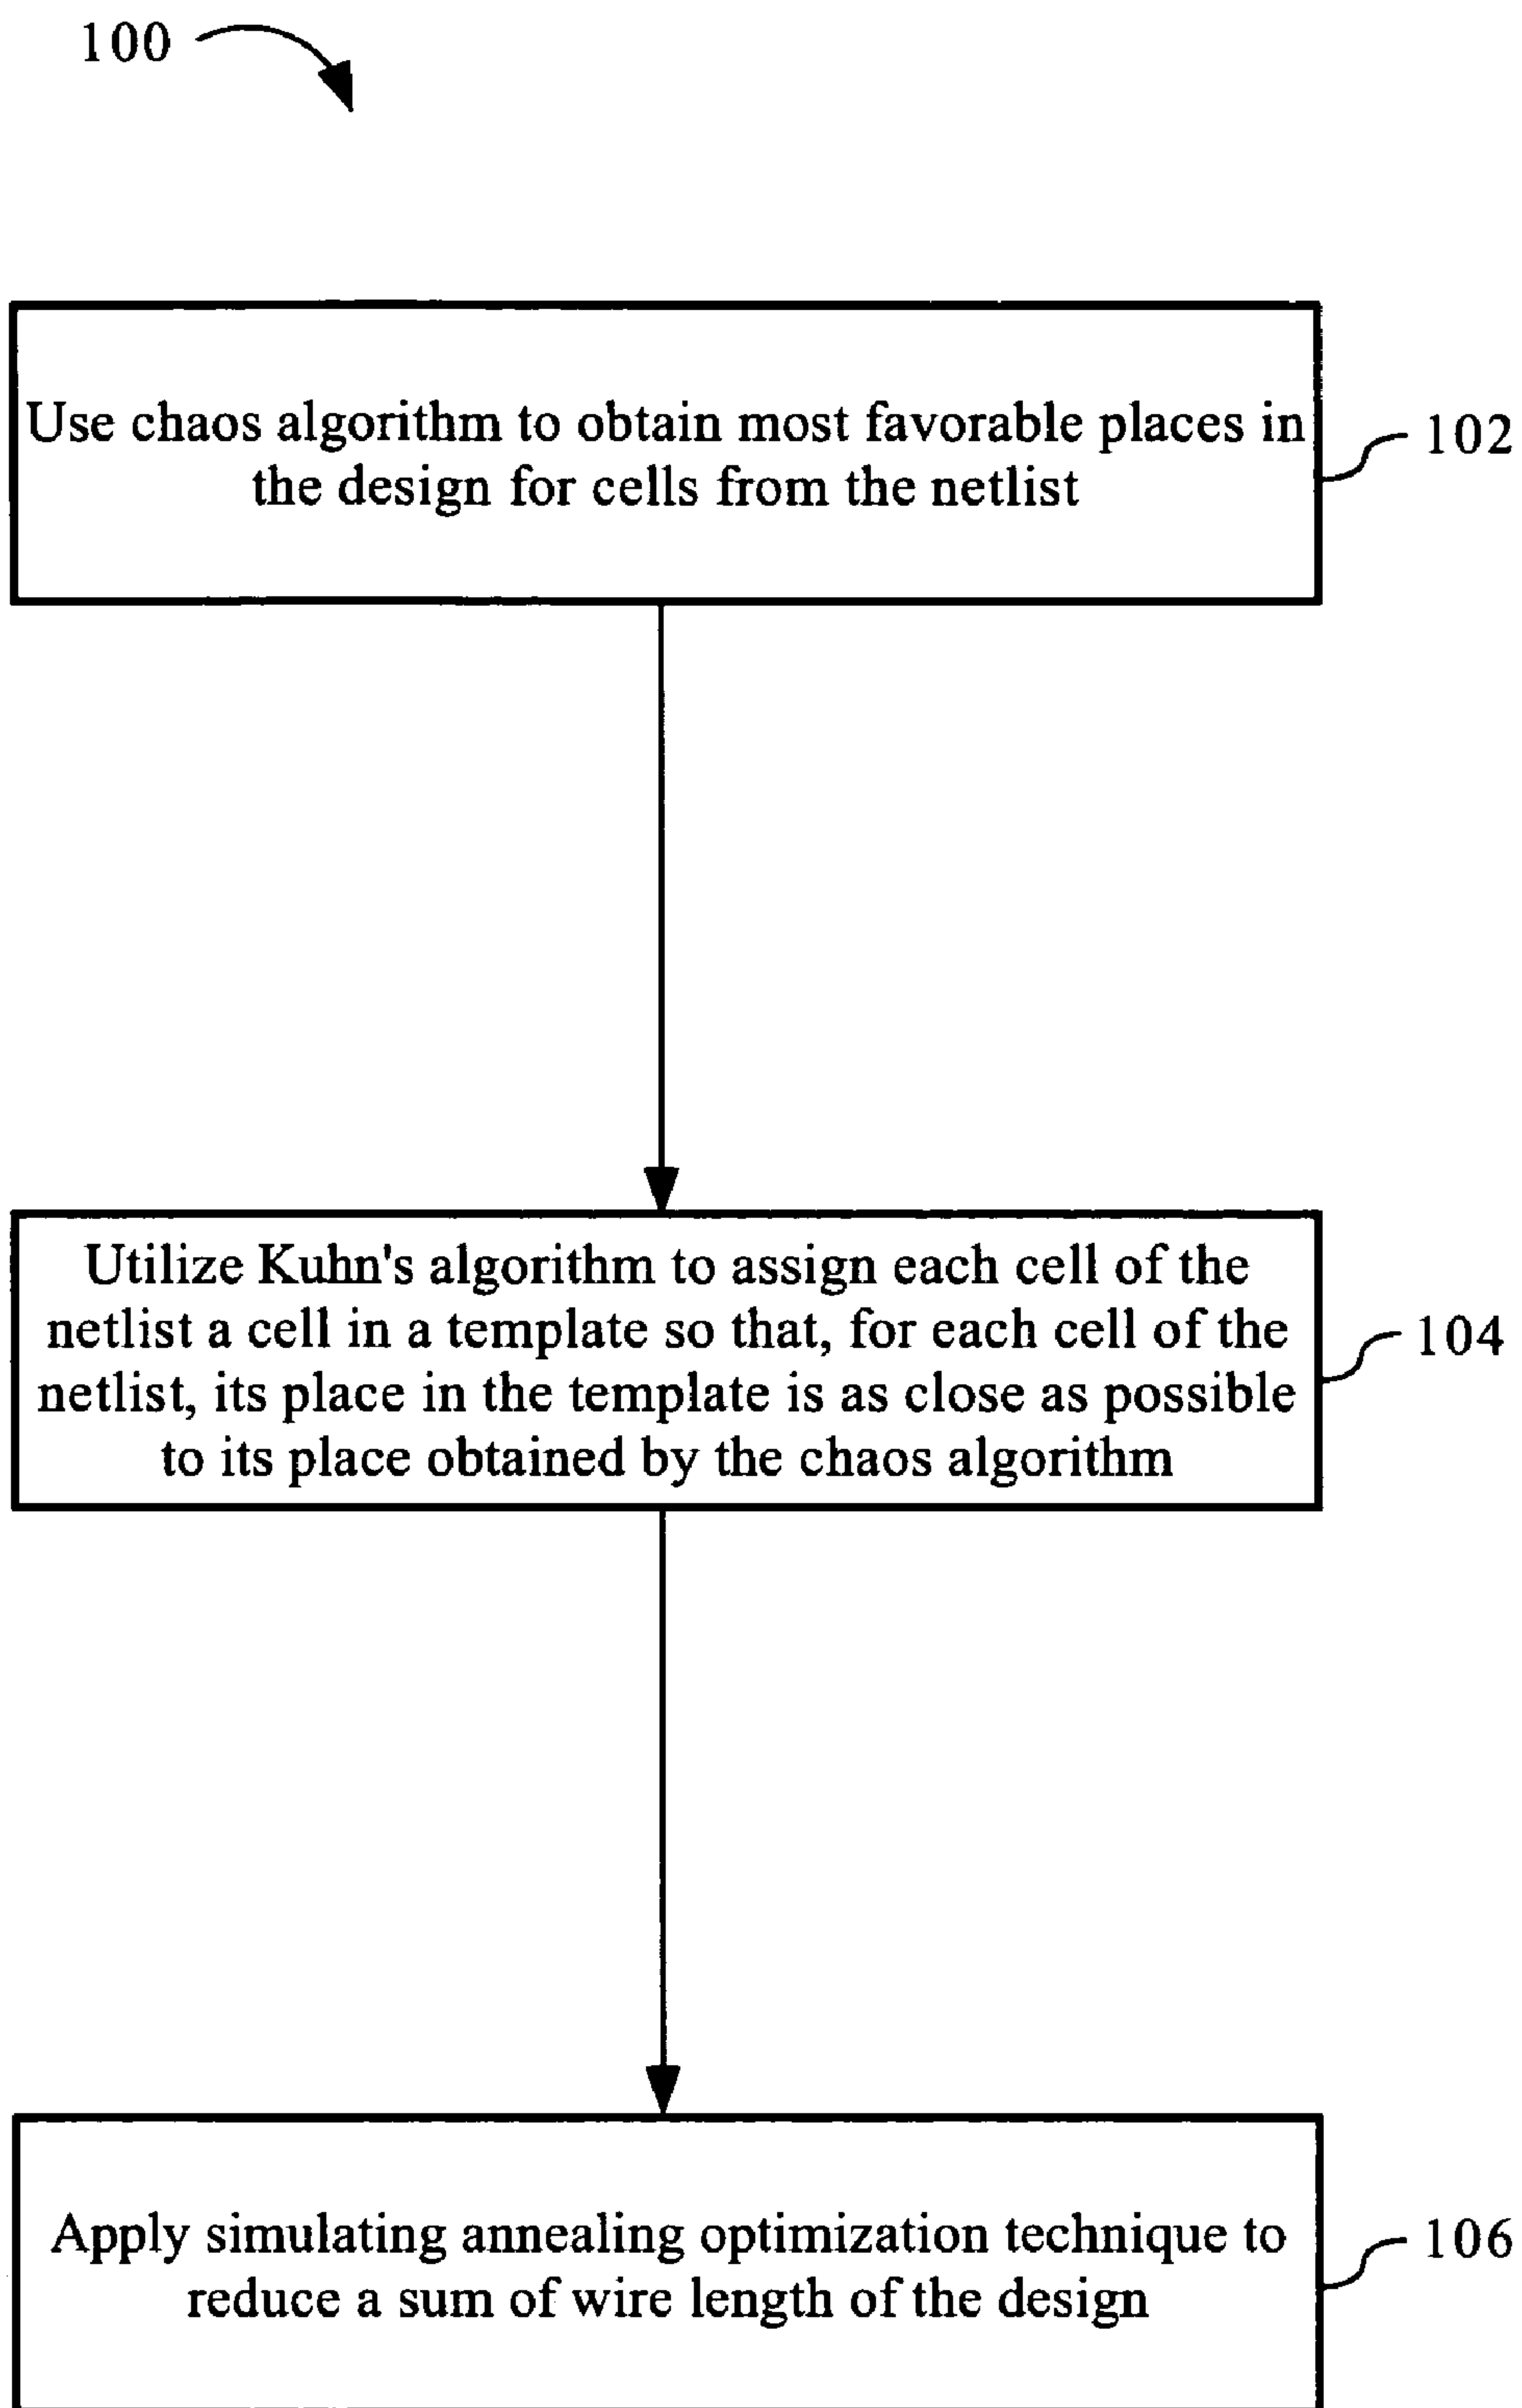 100
Use chaos algorithm to obtain most favorable places in
the design for cells from the netlist
102
Utilize Kuhn's algorithm to assign each cell of the
netlist a cell in a template so that, for each cell of the
netlist, its place in the template is as close as possible
to its place obtained by the chaos algorithm
104
Apply simulating annealing optimization technique to
reduce a sum of wire length of the design
106